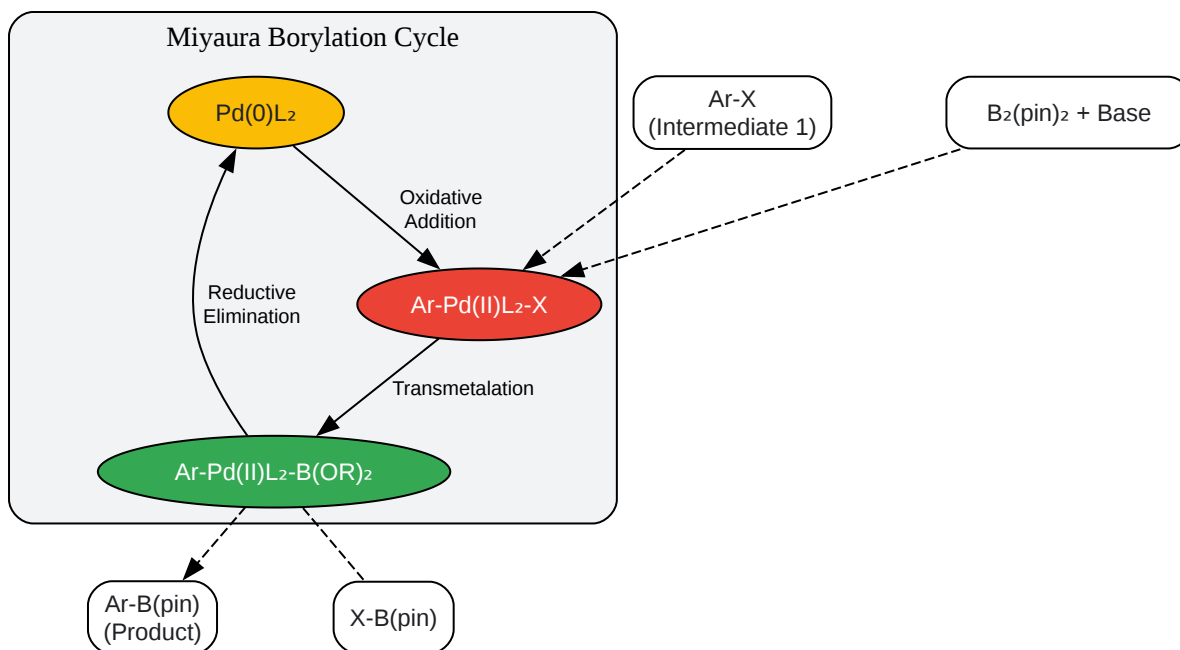 Miyaura Borylation Cycle
Pd(0)L₂
Ar-X
(Intermediate 1)
B₂(pin)₂ + Base
Oxidative
Addition
Reductive
Elimination
Ar-Pd(II)L₂-X
Transmetalation
Ar-Pd(II)L₂-B(OR)₂
Ar-B(pin)
(Product)
X-B(pin)